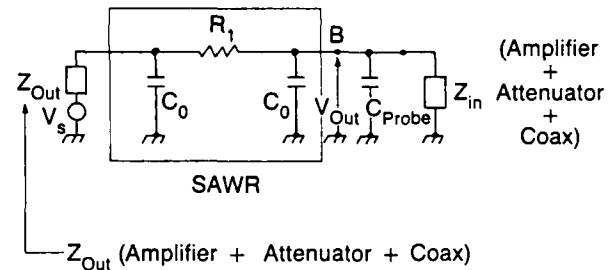 R1
B
(Amplifier
+
Attenuator
+
Coax)
ZOut
Vs
C0
C0
VOut
CProbe
Zin
SAWR
ZOut (Amplifier + Attenuator + Coax)